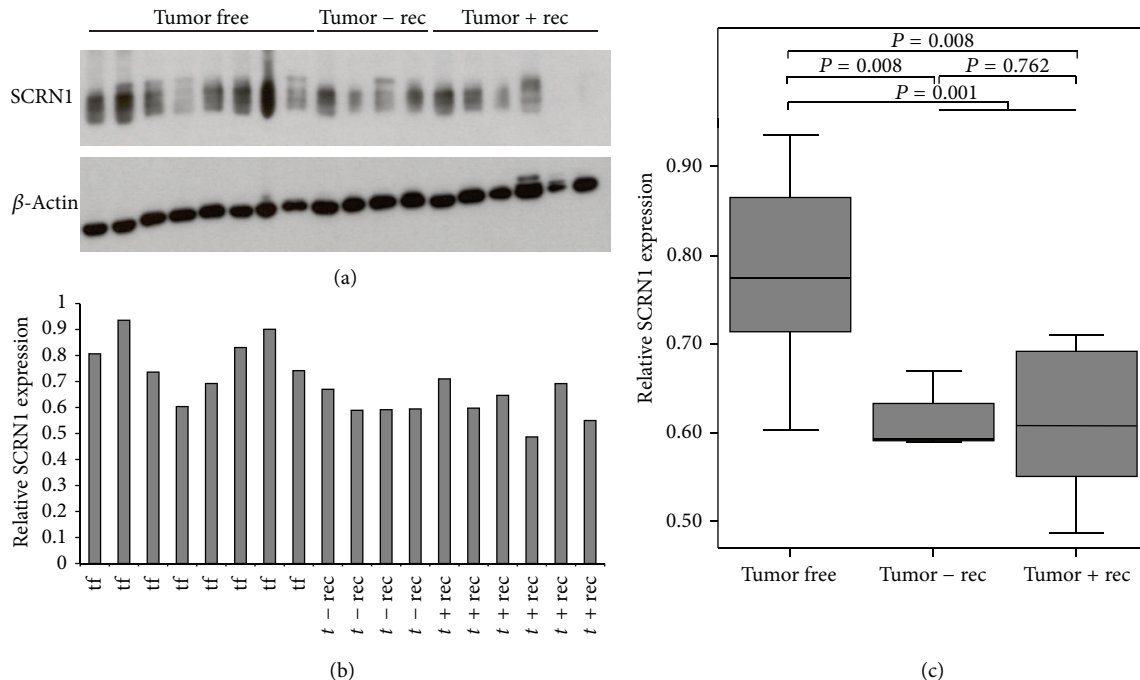 Tumor free
Tumor − rec
Tumor + rec
SCRN1
β-Actin
(a)
Relative SCRN1 expression
1
0.9
0.8
0.7
0.6
0.5
0.4
0.3
0.2
0.1
0
tf
tf
tf
tf
tf
tf
tf
tf
t − rec
t − rec
t − rec
t − rec
t + rec
t + rec
t + rec
t + rec
t + rec
t + rec
(b)
P = 0.008
P = 0.008
P = 0.762
P = 0.001
Relative SCRN1 expression
0.90
0.80
0.70
0.60
0.50
Tumor free
Tumor − rec
Tumor + rec
(c)